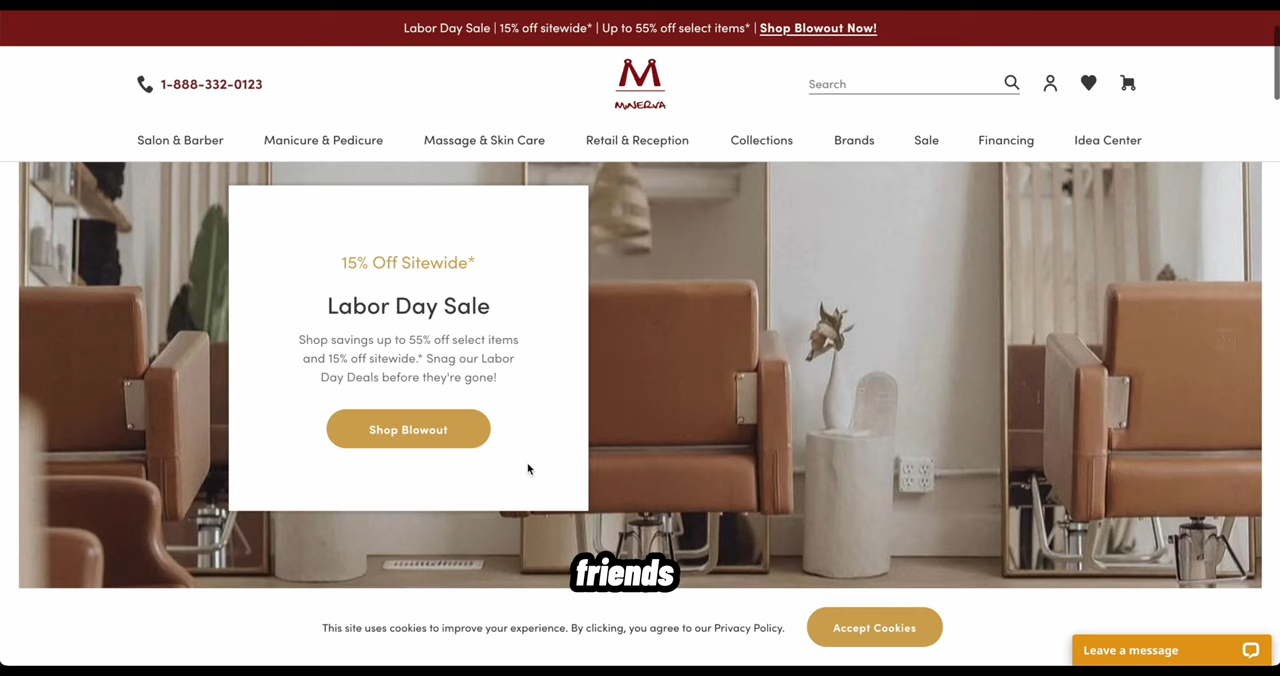 Labor Day Sale | 15% off sitewide* | Up to 55% off select items* | Shop Blowout Now!
1-888-332-0123
MINERVA
Search
Salon & Barber
Manicure & Pedicure
Massage & Skin Care
Retail & Reception
Collections
Brands
Sale
Financing
Idea Center
15% Off Sitewide*
Labor Day Sale
Shop savings up to 55% off select items
and 15% off sitewide.* Snag our Labor
Day Deals before they're gone!
Shop Blowout
friends
This site uses cookies to improve your experience. By clicking, you agree to our Privacy Policy.
Accept Cookies
Leave a message